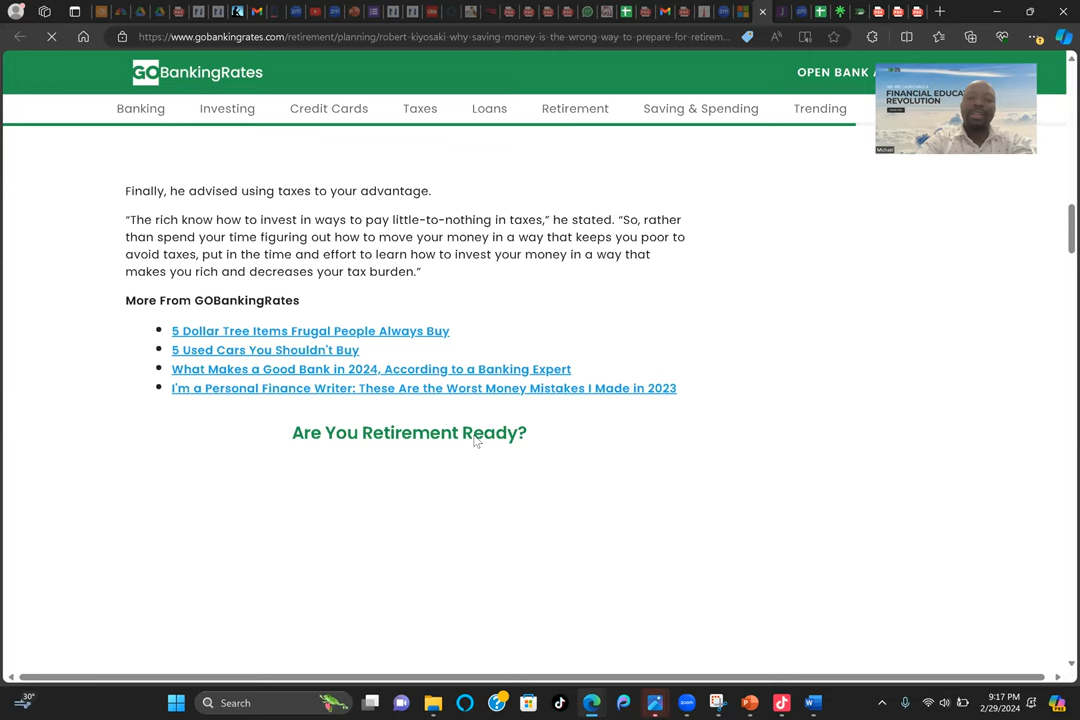 https://www.gobankingrates.com/retirement/planning/robert-kiyosaki-why-saving-money-is-the-wrong-way-to-prepare-for-retirem...
GOBankingRates
OPEN BANK A
Banking
Investing
Credit Cards
Taxes
Loans
Retirement
Saving & Spending
Trending
FINANCIAL EDUCA
REVOLUTION
Michael
Finally, he advised using taxes to your advantage.
“The rich know how to invest in ways to pay little-to-nothing in taxes,” he stated. “So, rather
than spend your time figuring out how to move your money in a way that keeps you poor to
avoid taxes, put in the time and effort to learn how to invest your money in a way that
makes you rich and decreases your tax burden.”
More From GOBankingRates
5 Dollar Tree Items Frugal People Always Buy
5 Used Cars You Shouldn't Buy
What Makes a Good Bank in 2024, According to a Banking Expert
I'm a Personal Finance Writer: These Are the Worst Money Mistakes I Made in 2023
Are You Retirement Ready?
30°
Search
9:17 PM
2/29/2024